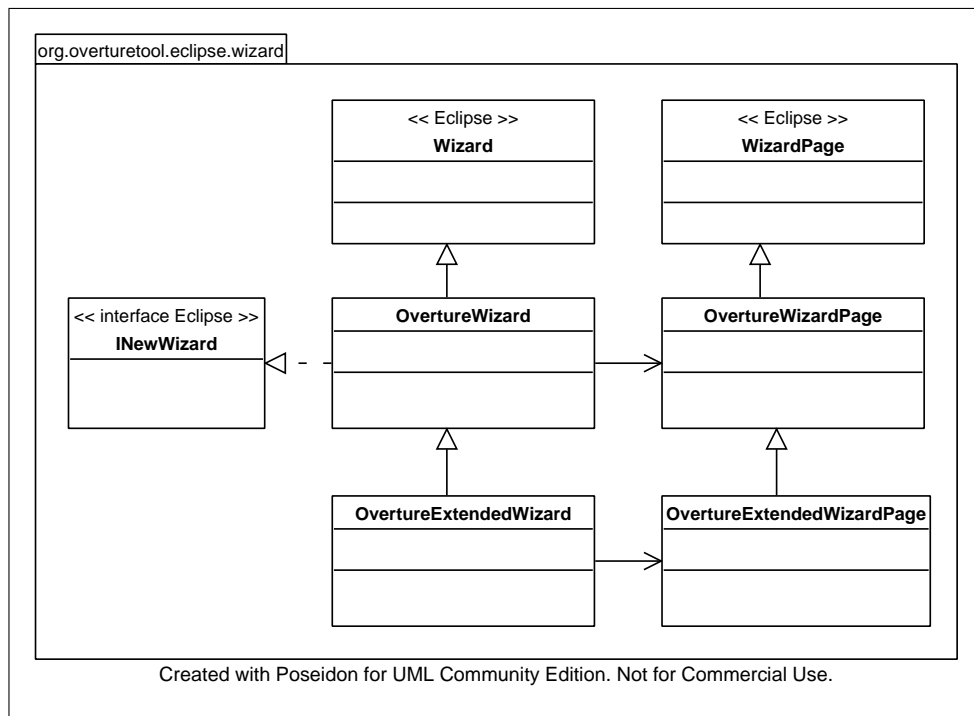 org.overturetool.eclipse.wizard
<< Eclipse >>
Wizard
<< Eclipse >>
WizardPage
<< interface Eclipse >>
INewWizard
OvertureWizard
OvertureWizardPage
OvertureExtendedWizard
OvertureExtendedWizardPage
Created with Poseidon for UML Community Edition. Not for Commercial Use.